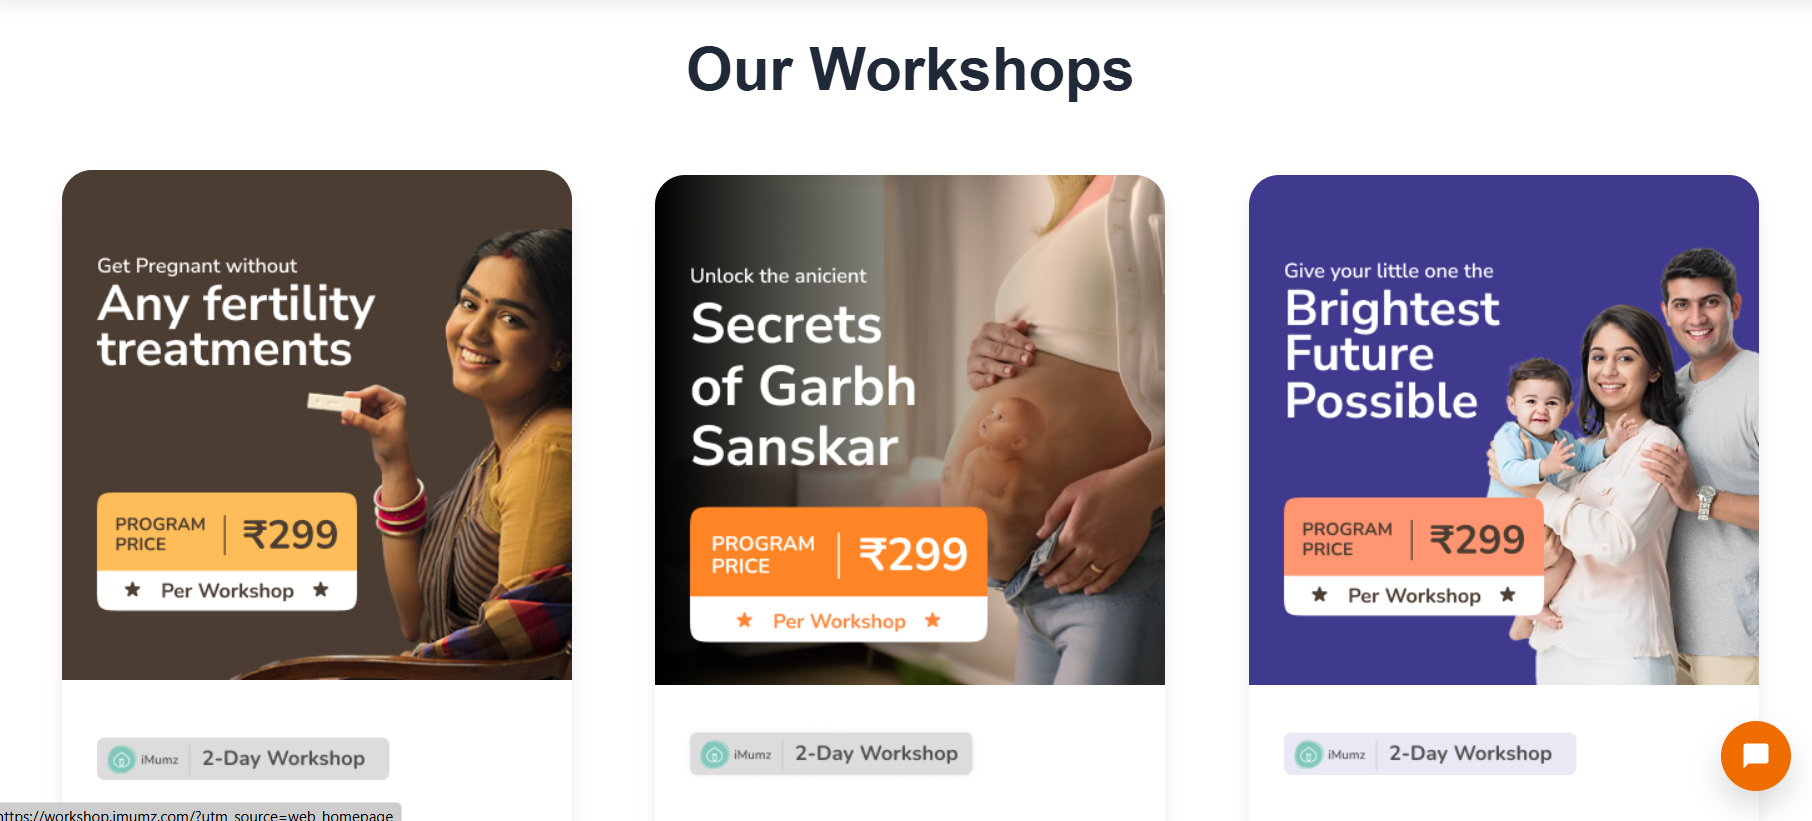 Our Workshops
Get Pregnant without
Any fertility
treatments
PROGRAM
PRICE
₹299
Per Workshop
iMumz
2-Day Workshop
Unlock the anicient
Secrets
of Garbh
Sanskar
PROGRAM
PRICE
₹299
Per Workshop
iMumz
2-Day Workshop
Give your little one the
Brightest
Future
Possible
PROGRAM
PRICE
₹299
Per Workshop
iMumz
2-Day Workshop
https://workshop.imumz.com/?utm_source=web_homepage